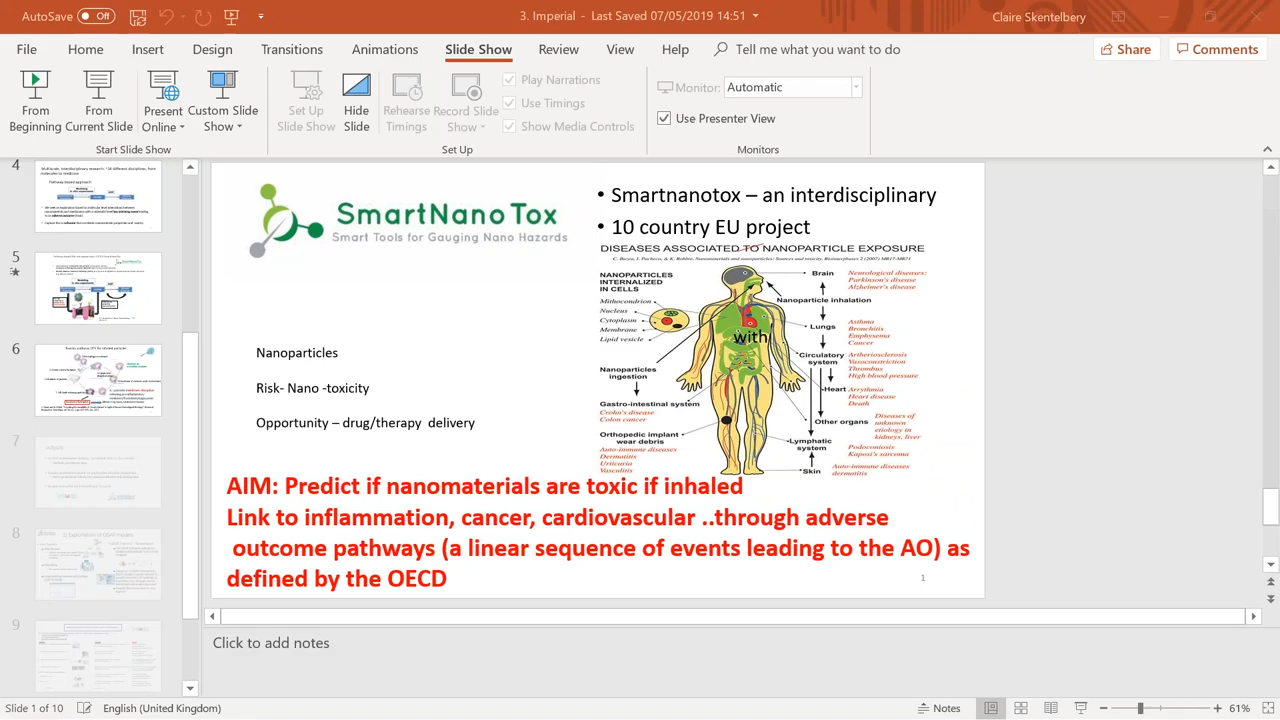 AutoSave Off
3. Imperial - Last Saved 07/05/2019 14:51
Claire Skentelbery
File Home Insert Design Transitions Animations Slide Show Review View Help Tell me what you want to do Share Comments
From Beginning
From Current Slide
Present Online
Custom Slide Show
Set Up Slide Show
Hide Slide
Rehearse Timings
Record Slide Show
Play Narrations
Use Timings
Show Media Controls
Monitor: Automatic
Use Presenter View
Start Slide Show
Set Up
Monitors
4
5
6
8
9
SmartNanoTox
Smart Tools for Gauging Nano Hazards
• Smartnanotox – an interdisciplinary
• 10 country EU project
DISEASES ASSOCIATED TO NANOPARTICLE EXPOSURE
NANOPARTICLES
INTERNALIZED
IN CELLS
Mithocondrion
Nucleus
Cytoplasm
Membrane
Lipid vesicle
Nanoparticles
ingestion
Gastro-intestinal system
Crohn's disease
Colon cancer
Orthopedic implant
wear debris
Auto-immune diseases
Dermatitis
Urticaria
Vasculitis
with
Brain
Neurological diseases:
Parkinson's disease
Alzheimer's disease
Nanoparticle inhalation
Lungs
Asthma
Bronchitis
Emphysema
Cancer
Circulatory
system
Artheriosclerosis
Vasoconstriction
Thrombus
High blood pressure
Heart
Arrythmia
Heart disease
Death
Other organs
Diseases of
unknown
etiology in
kidneys, liver
Lymphatic
system
Podoconiosis
Kaposi's sarcoma
Skin
Auto-immune diseases
dermatitis
Nanoparticles
Risk- Nano -toxicity
Opportunity – drug/therapy delivery
AIM: Predict if nanomaterials are toxic if inhaled
Link to inflammation, cancer, cardiovascular ..through adverse
outcome pathways (a linear sequence of events leading to the AO) as
defined by the OECD
1
Click to add notes
Slide 1 of 10
English (United Kingdom)
Notes
61%